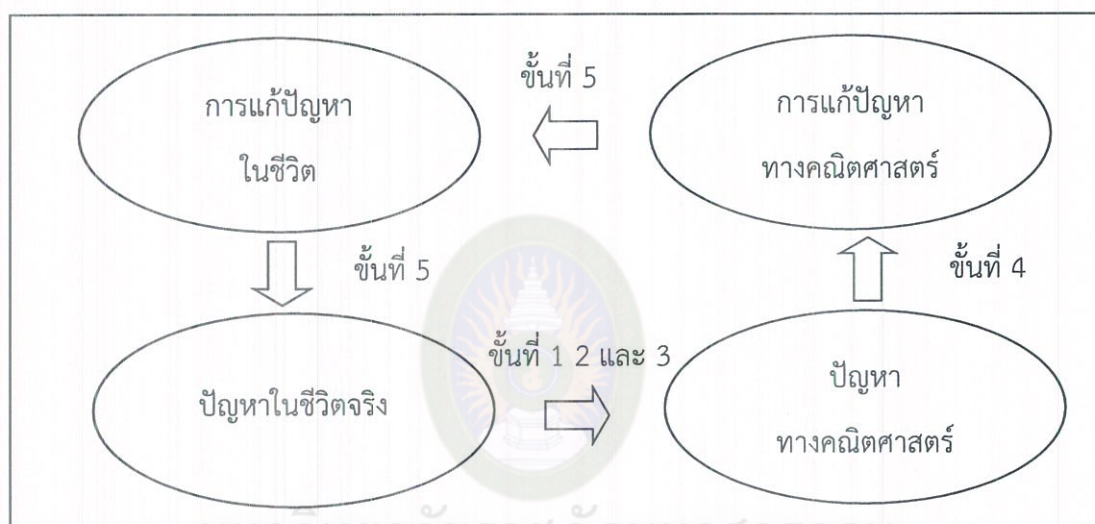 การแก้ปัญหา
ในชีวิต
ขั้นที่ 5
การแก้ปัญหา
ทางคณิตศาสตร์
ขั้นที่ 5
ขั้นที่ 4
ปัญหาในชีวิตจริง
ขั้นที่ 1 2 และ 3
ปัญหา
ทางคณิตศาสตร์